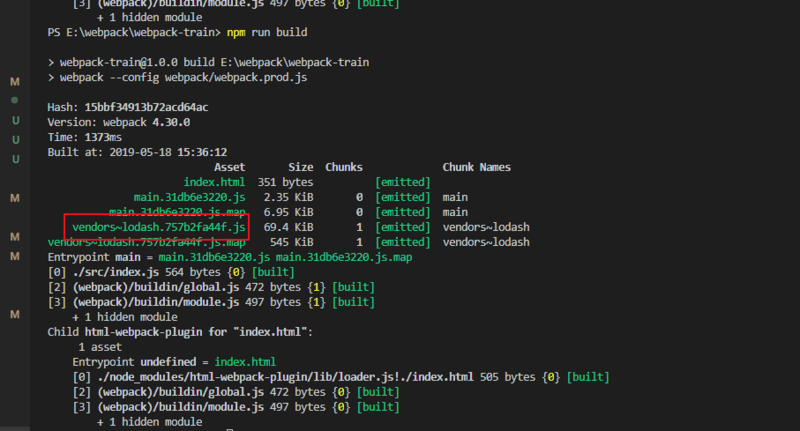 [3] (webpack)/buildin/module.js 497 bytes {0} [built]
+ 1 hidden module
PS E:\webpack\webpack-train> npm run build
> webpack-train@1.0.0 build E:\webpack\webpack-train
> webpack --config webpack/webpack.prod.js
Hash: 15bbf34913b72acd64ac
Version: webpack 4.30.0
Time: 1373ms
Built at: 2019-05-18 15:36:12
Asset Size Chunks Chunk Names
index.html 351 bytes [emitted]
main.31db6e3220.js 2.35 KiB 0 [emitted] main
main.31db6e3220.js.map 6.95 KiB 0 [emitted] main
vendors~lodash.757b2fa44f.js 69.4 KiB 1 [emitted] vendors~lodash
vendors~lodash.757b2fa44f.js.map 545 KiB 1 [emitted] vendors~lodash
Entrypoint main = main.31db6e3220.js main.31db6e3220.js.map
[0] ./src/index.js 564 bytes {0} [built]
[2] (webpack)/buildin/global.js 472 bytes {1} [built]
[3] (webpack)/buildin/module.js 497 bytes {1} [built]
+ 1 hidden module
Child html-webpack-plugin for "index.html":
1 asset
Entrypoint undefined = index.html
[0] ./node_modules/html-webpack-plugin/lib/loader.js!./index.html 505 bytes {0} [built]
[2] (webpack)/buildin/global.js 472 bytes {0} [built]
[3] (webpack)/buildin/module.js 497 bytes {0} [built]
+ 1 hidden module
M
U
U
U
M
M
M
M